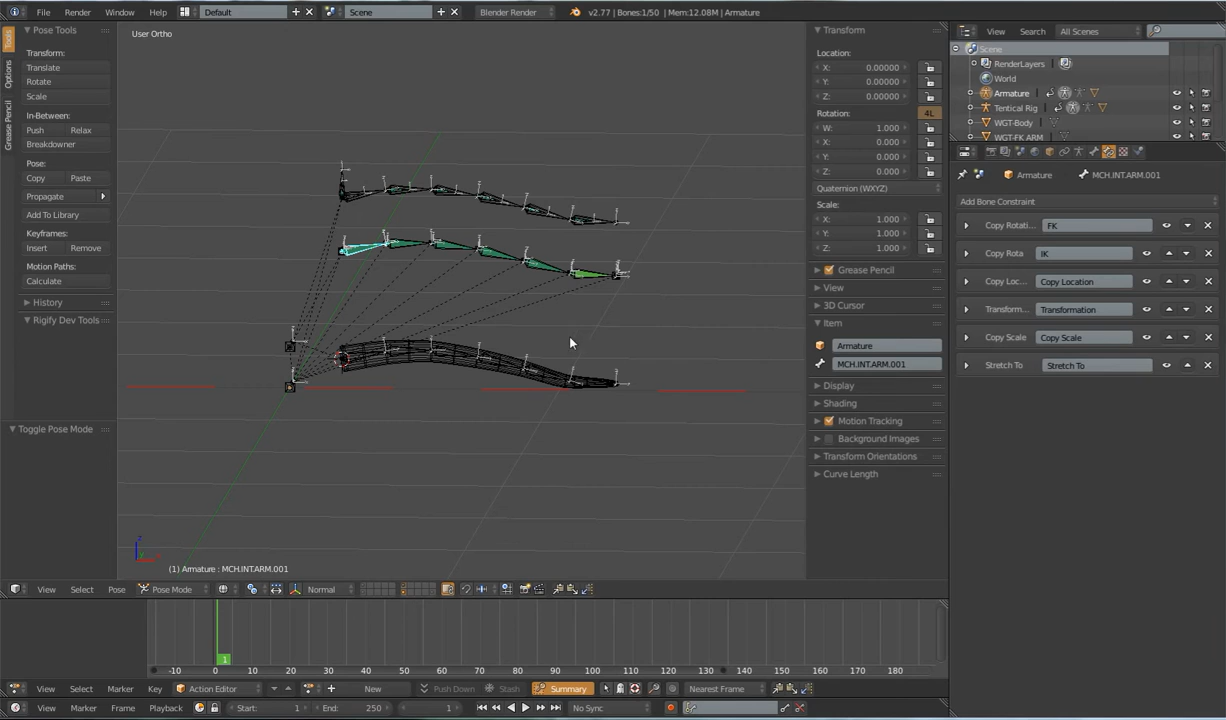 File Render Window Help Default Scene Blender Render v2.77 | Bones:1/50 | Mem:12.08M | Armature
Tools
Options
Grease Pencil
Pose Tools
Transform:
Translate
Rotate
Scale
In-Between:
Push Relax
Breakdowner
Pose:
Copy Paste
Propagate
Add To Library
Keyframes:
Insert Remove
Motion Paths:
Calculate
History
Rigify Dev Tools
Toggle Pose Mode
User Ortho
(1) Armature : MCH.INT.ARM.001
Transform
Location:
X: 0.00000
Y: 0.00000
Z: 0.00000
Rotation: 4L
W: 1.000
X: 0.000
Y: 0.000
Z: 0.000
Quaternion (WXYZ)
Scale:
X: 1.000
Y: 1.000
Z: 1.000
Grease Pencil
View
3D Cursor
Item
Armature
MCH.INT.ARM.001
Display
Shading
Motion Tracking
Background Images
Transform Orientations
Curve Length
View Search All Scenes
Scene
RenderLayers
World
Armature
Tentical Rig
WGT-Body
WGT-FK ARM
Armature MCH.INT.ARM.001
Add Bone Constraint
Copy Rotati... FK
Copy Rota IK
Copy Loc... Copy Location
Transform... Transformation
Copy Scale Copy Scale
Stretch To Stretch To
View Select Pose Pose Mode Normal
1
-10 0 10 20 30 40 50 60 70 80 90 100 110 120 130 140 150 160 170 180
View Select Marker Key Action Editor New Push Down Stash Summary Nearest Frame
View Marker Frame Playback Start: 1 End: 250 1 No Sync